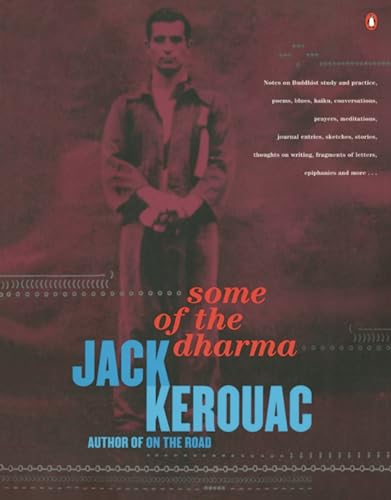 Notes on Buddhist study and practice,
poems, blues, haiku, conversations,
prayers, meditations,
journal entries, sketches, stories,
thoughts on writing, fragments of letters,
epiphanies and more . . .
some
of the
dharma
JACK
KEROUAC
AUTHOR OF ON THE ROAD